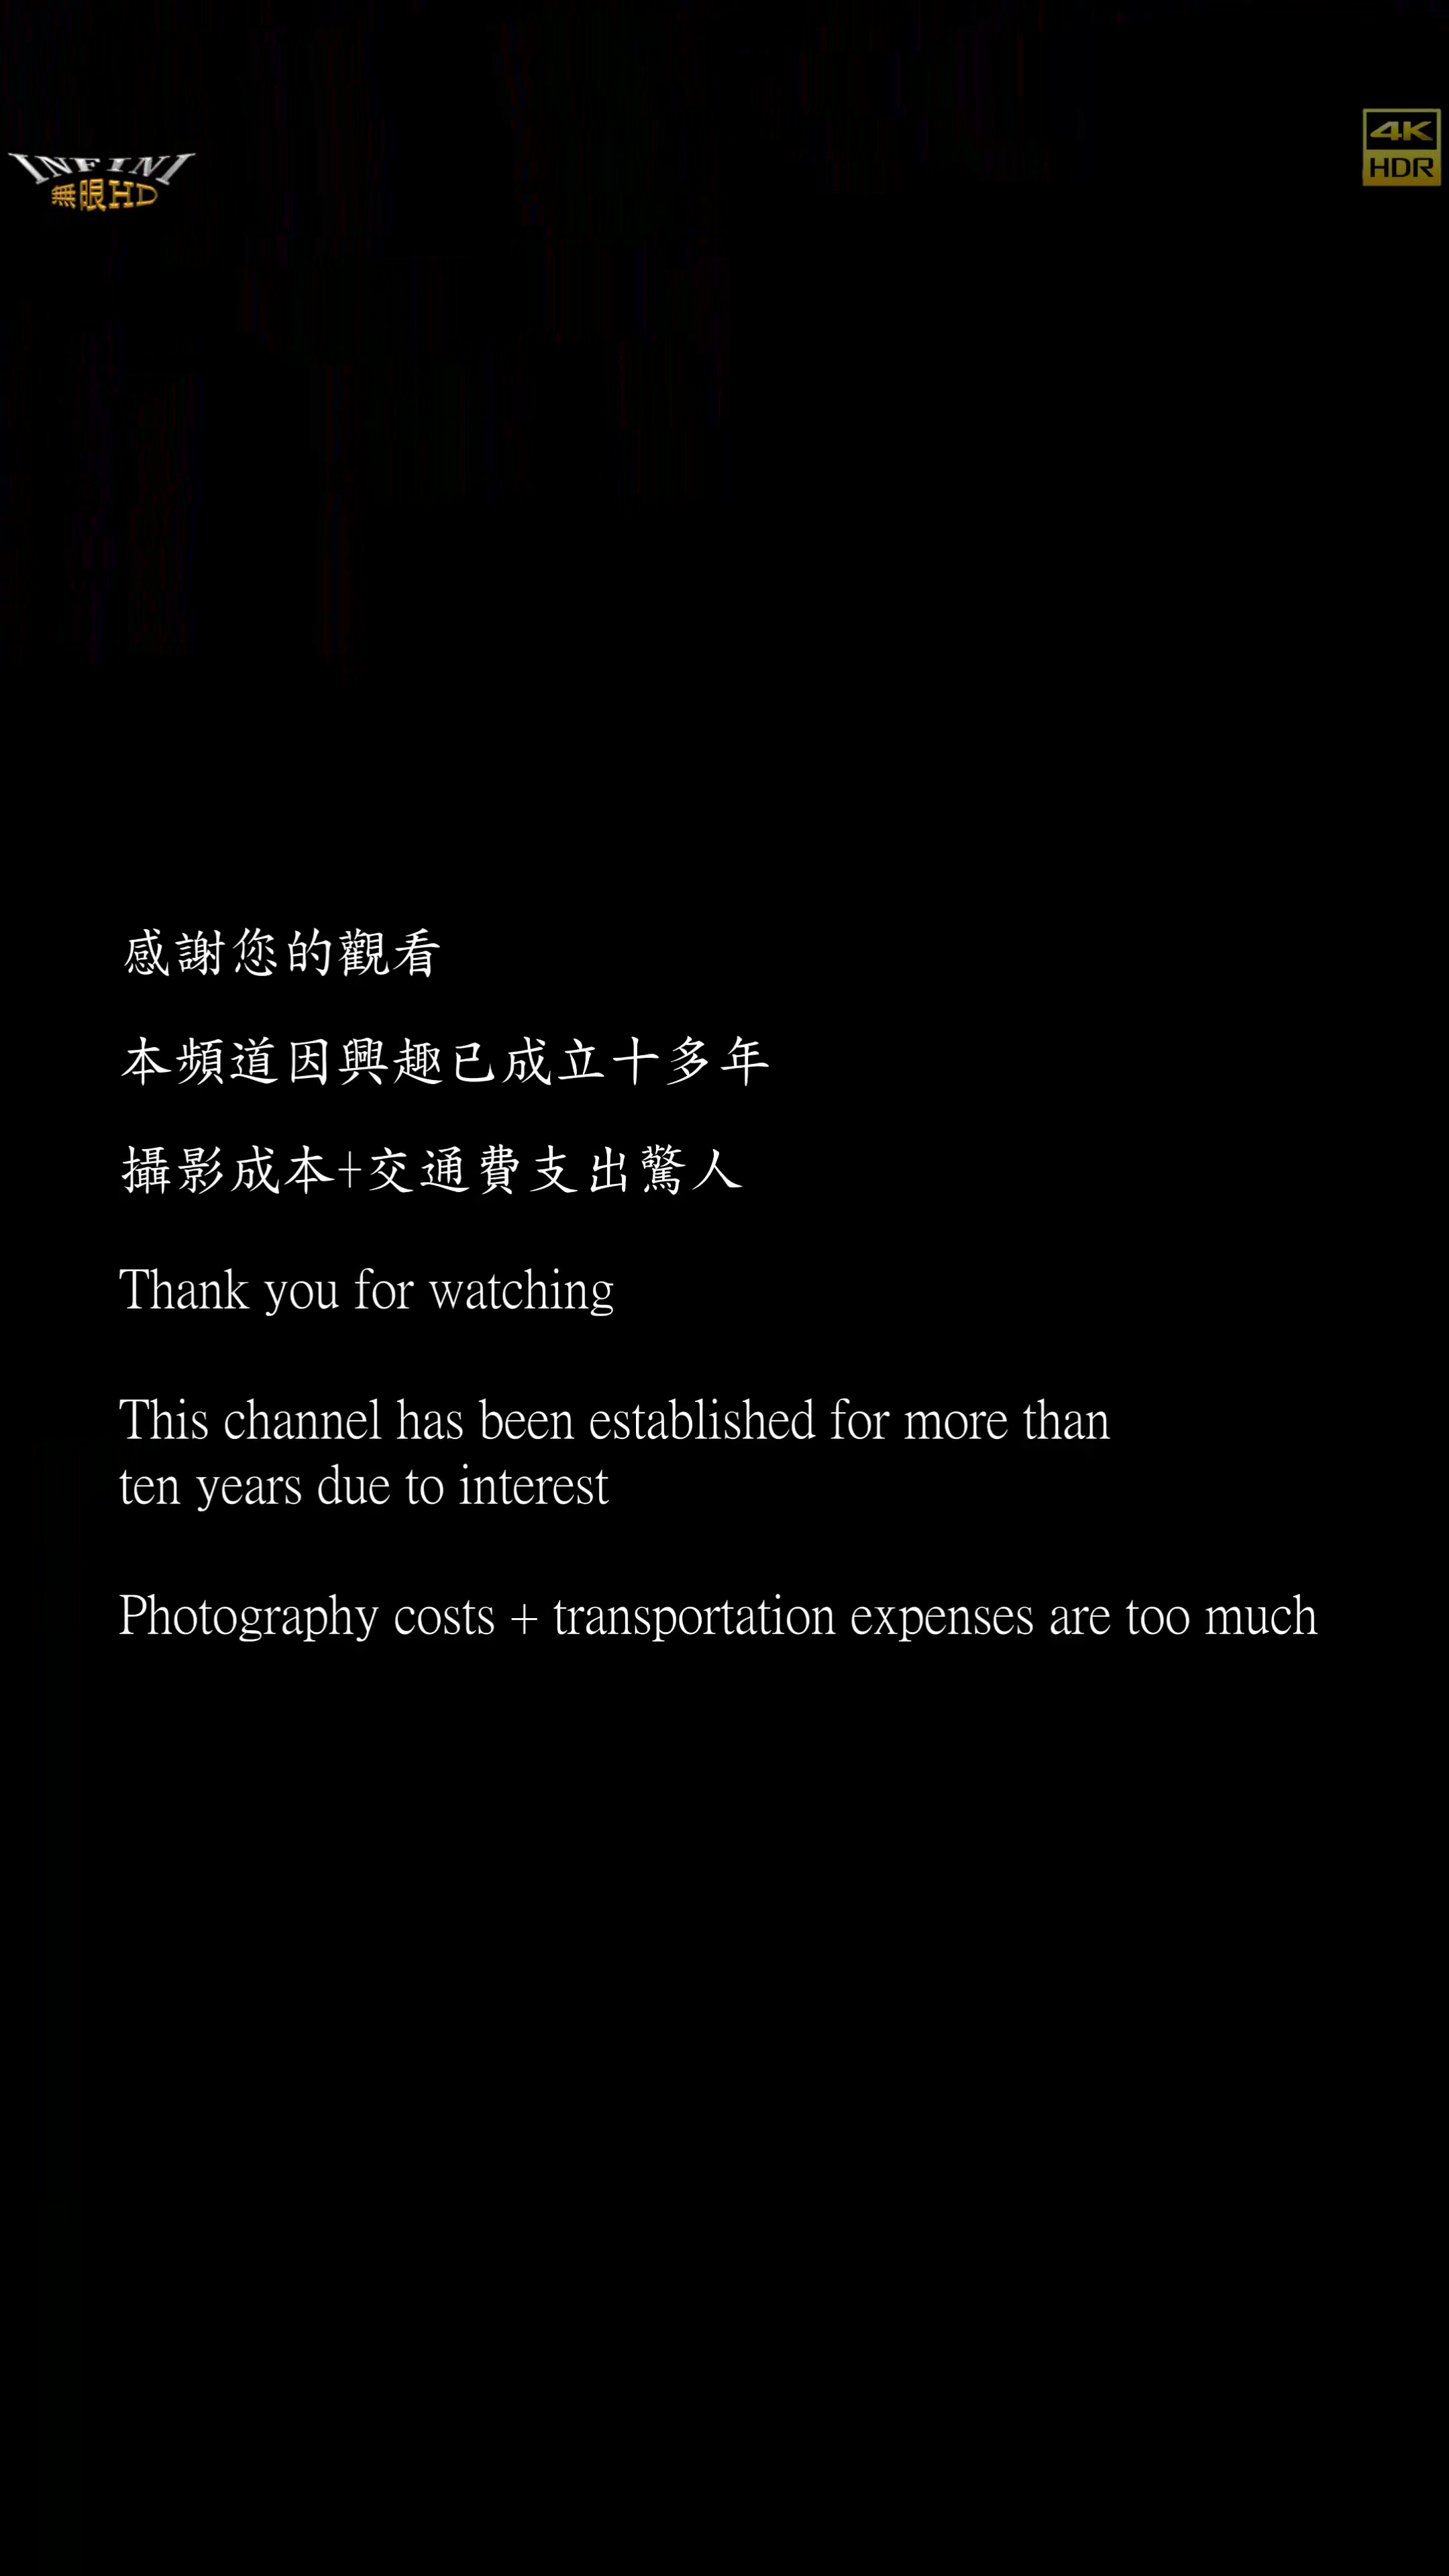 INFINI
無限HD
4K
HDR
感謝您的觀看
本頻道因興趣已成立十多年
攝影成本+交通費支出驚人
Thank you for watching
This channel has been established for more than
ten years due to interest
Photography costs + transportation expenses are too much